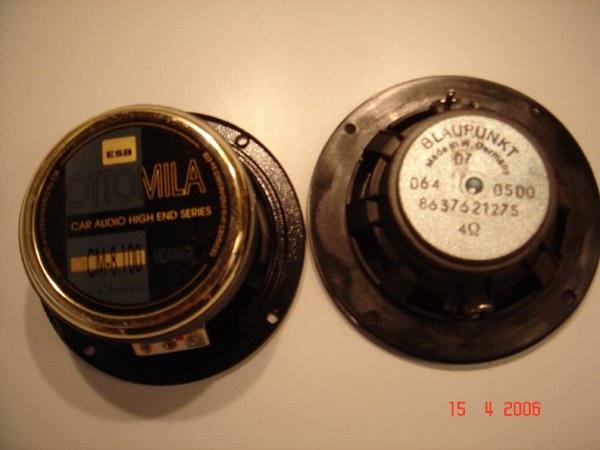 ESB
OTTOMILA
CAR AUDIO HIGH END SERIES
MIDRANGE
Classic
BLAUPUNKT
Made in W. Germany
07
064 0500
8637621275
4Ω
15 4 2006